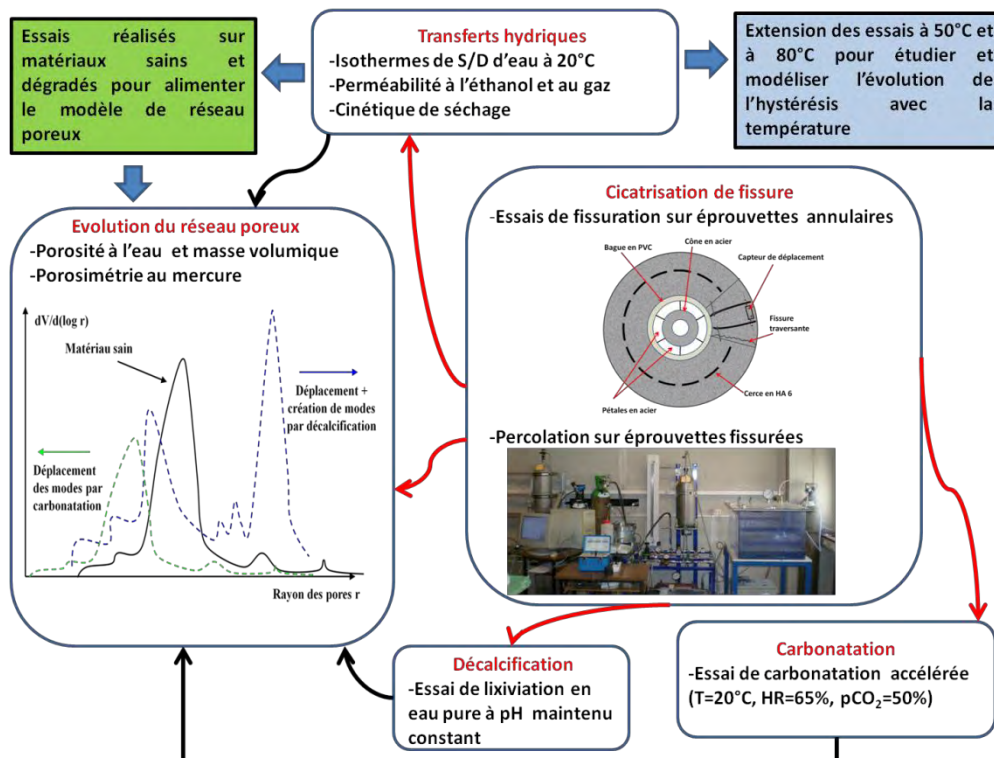 Essais réalisés sur
matériaux sains et
dégradés pour alimenter
le modèle de réseau
poreux
Transferts hydriques
-Isothermes de S/D d'eau à 20°C
-Perméabilité à l'éthanol et au gaz
-Cinétique de séchage
Extension des essais à 50°C et
à 80°C pour étudier et
modéliser l'évolution de
l'hystérésis avec la
température
Evolution du réseau poreux
-Porosité à l'eau et masse volumique
-Porosimétrie au mercure
dV/d(log r)
Matériau sain
Déplacement +
création de modes
par décalcification
Déplacement
des modes par
carbonatation
Rayon des pores r
Cicatrisation de fissure
-Essais de fissuration sur éprouvettes annulaires
Bague en PVC
Cône en acier
Capteur de déplacement
Fissure
traversante
Cerce en HA 6
Pétales en acier
-Percolation sur éprouvettes fissurées
Décalcification
-Essai de lixiviation en
eau pure à pH maintenu
constant
Carbonatation
-Essai de carbonatation accélérée
(T=20°C, HR=65%, pCO₂=50%)